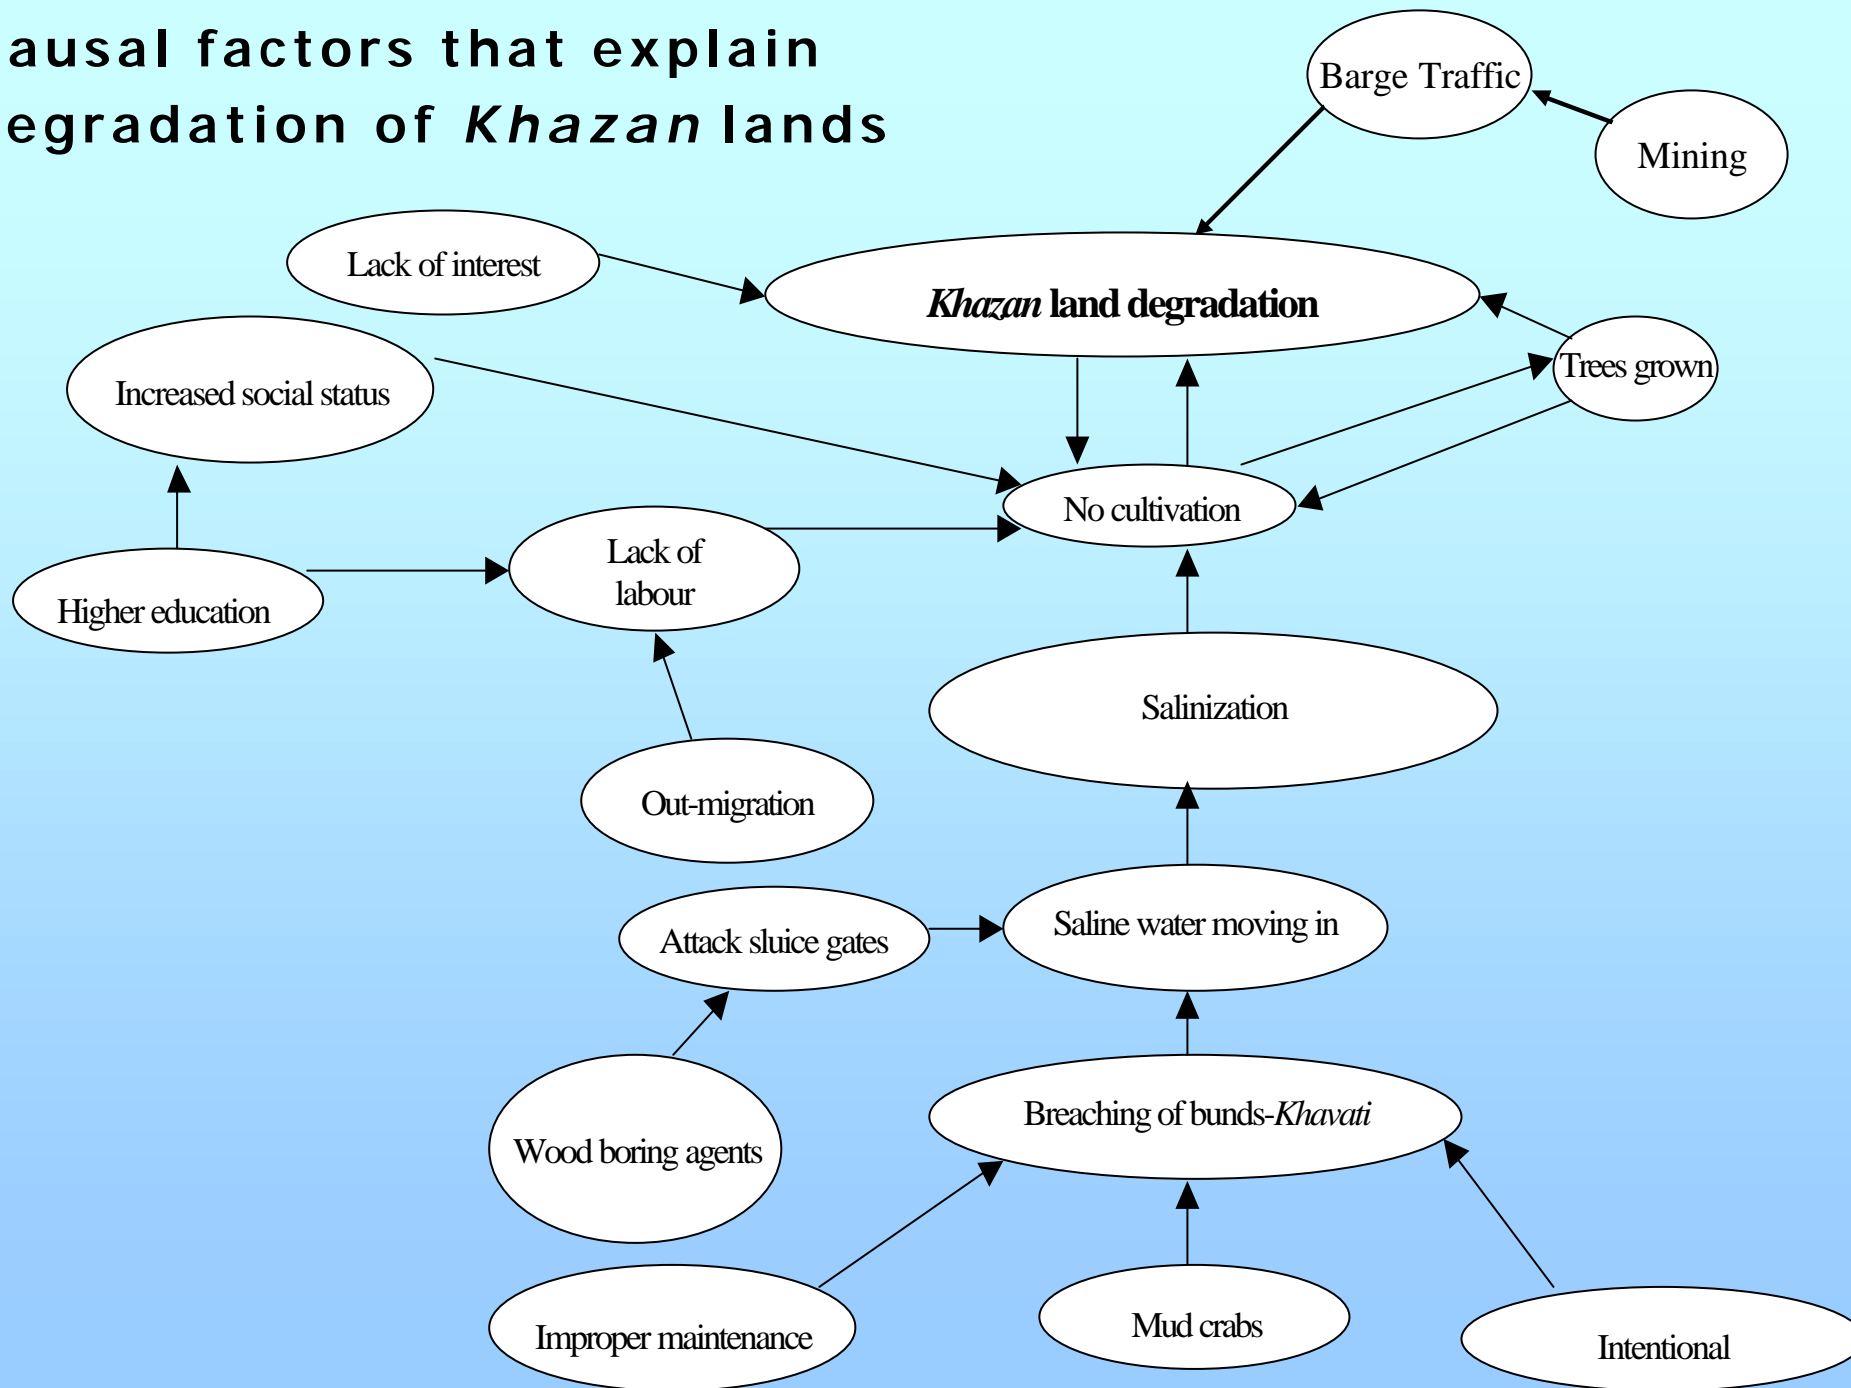 ausal factors that explain
egradation of Khazan lands
Barge Traffic
Mining
Lack of interest
Khazan land degradation
Increased social status
Trees grown
No cultivation
Lack of
labour
Higher education
Salinization
Out-migration
Attack sluice gates
Saline water moving in
Wood boring agents
Breaching of bunds-Khavati
Improper maintenance
Mud crabs
Intentional